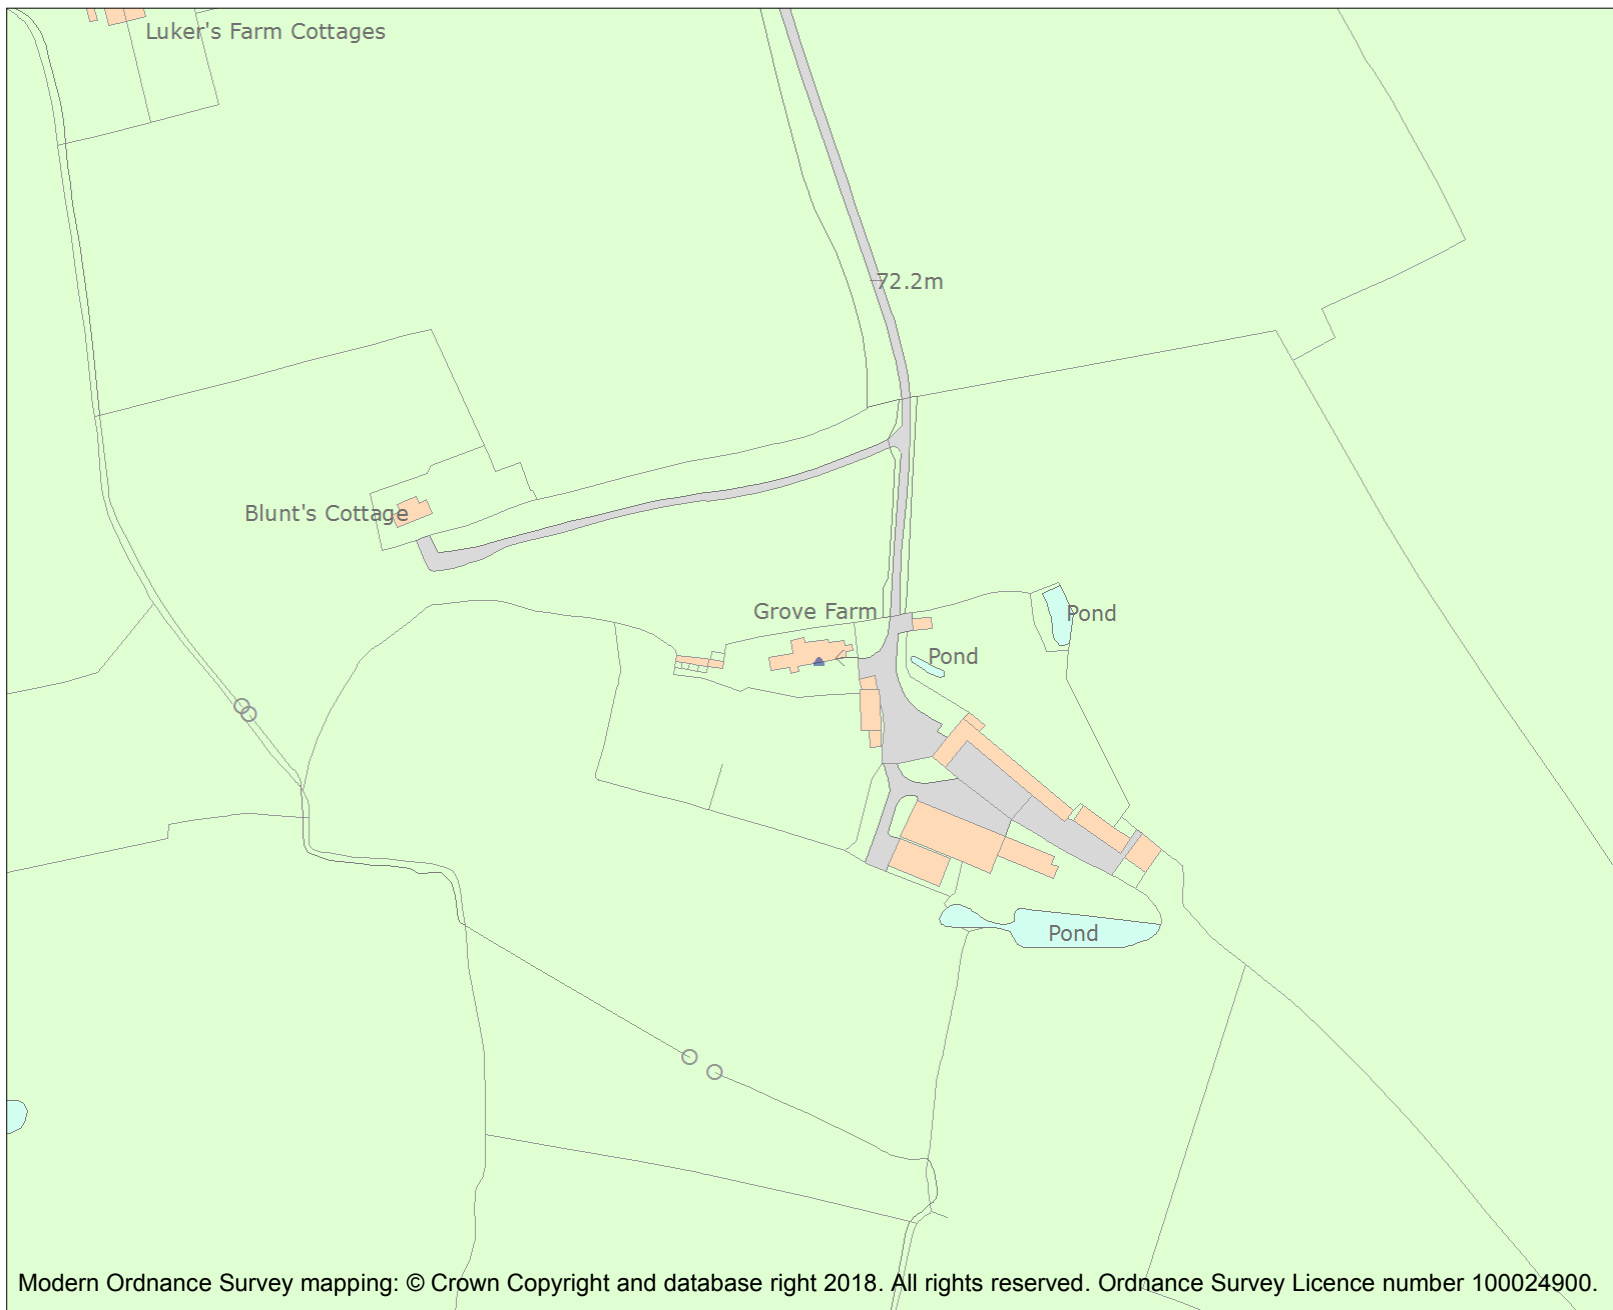 Luker's Farm Cottages
72.2m
Blunt's Cottage
Grove Farm
Pond
Pond
Pond
Modern Ordnance Survey mapping: © Crown Copyright and database right 2018. All rights reserved. Ordnance Survey Licence number 100024900.